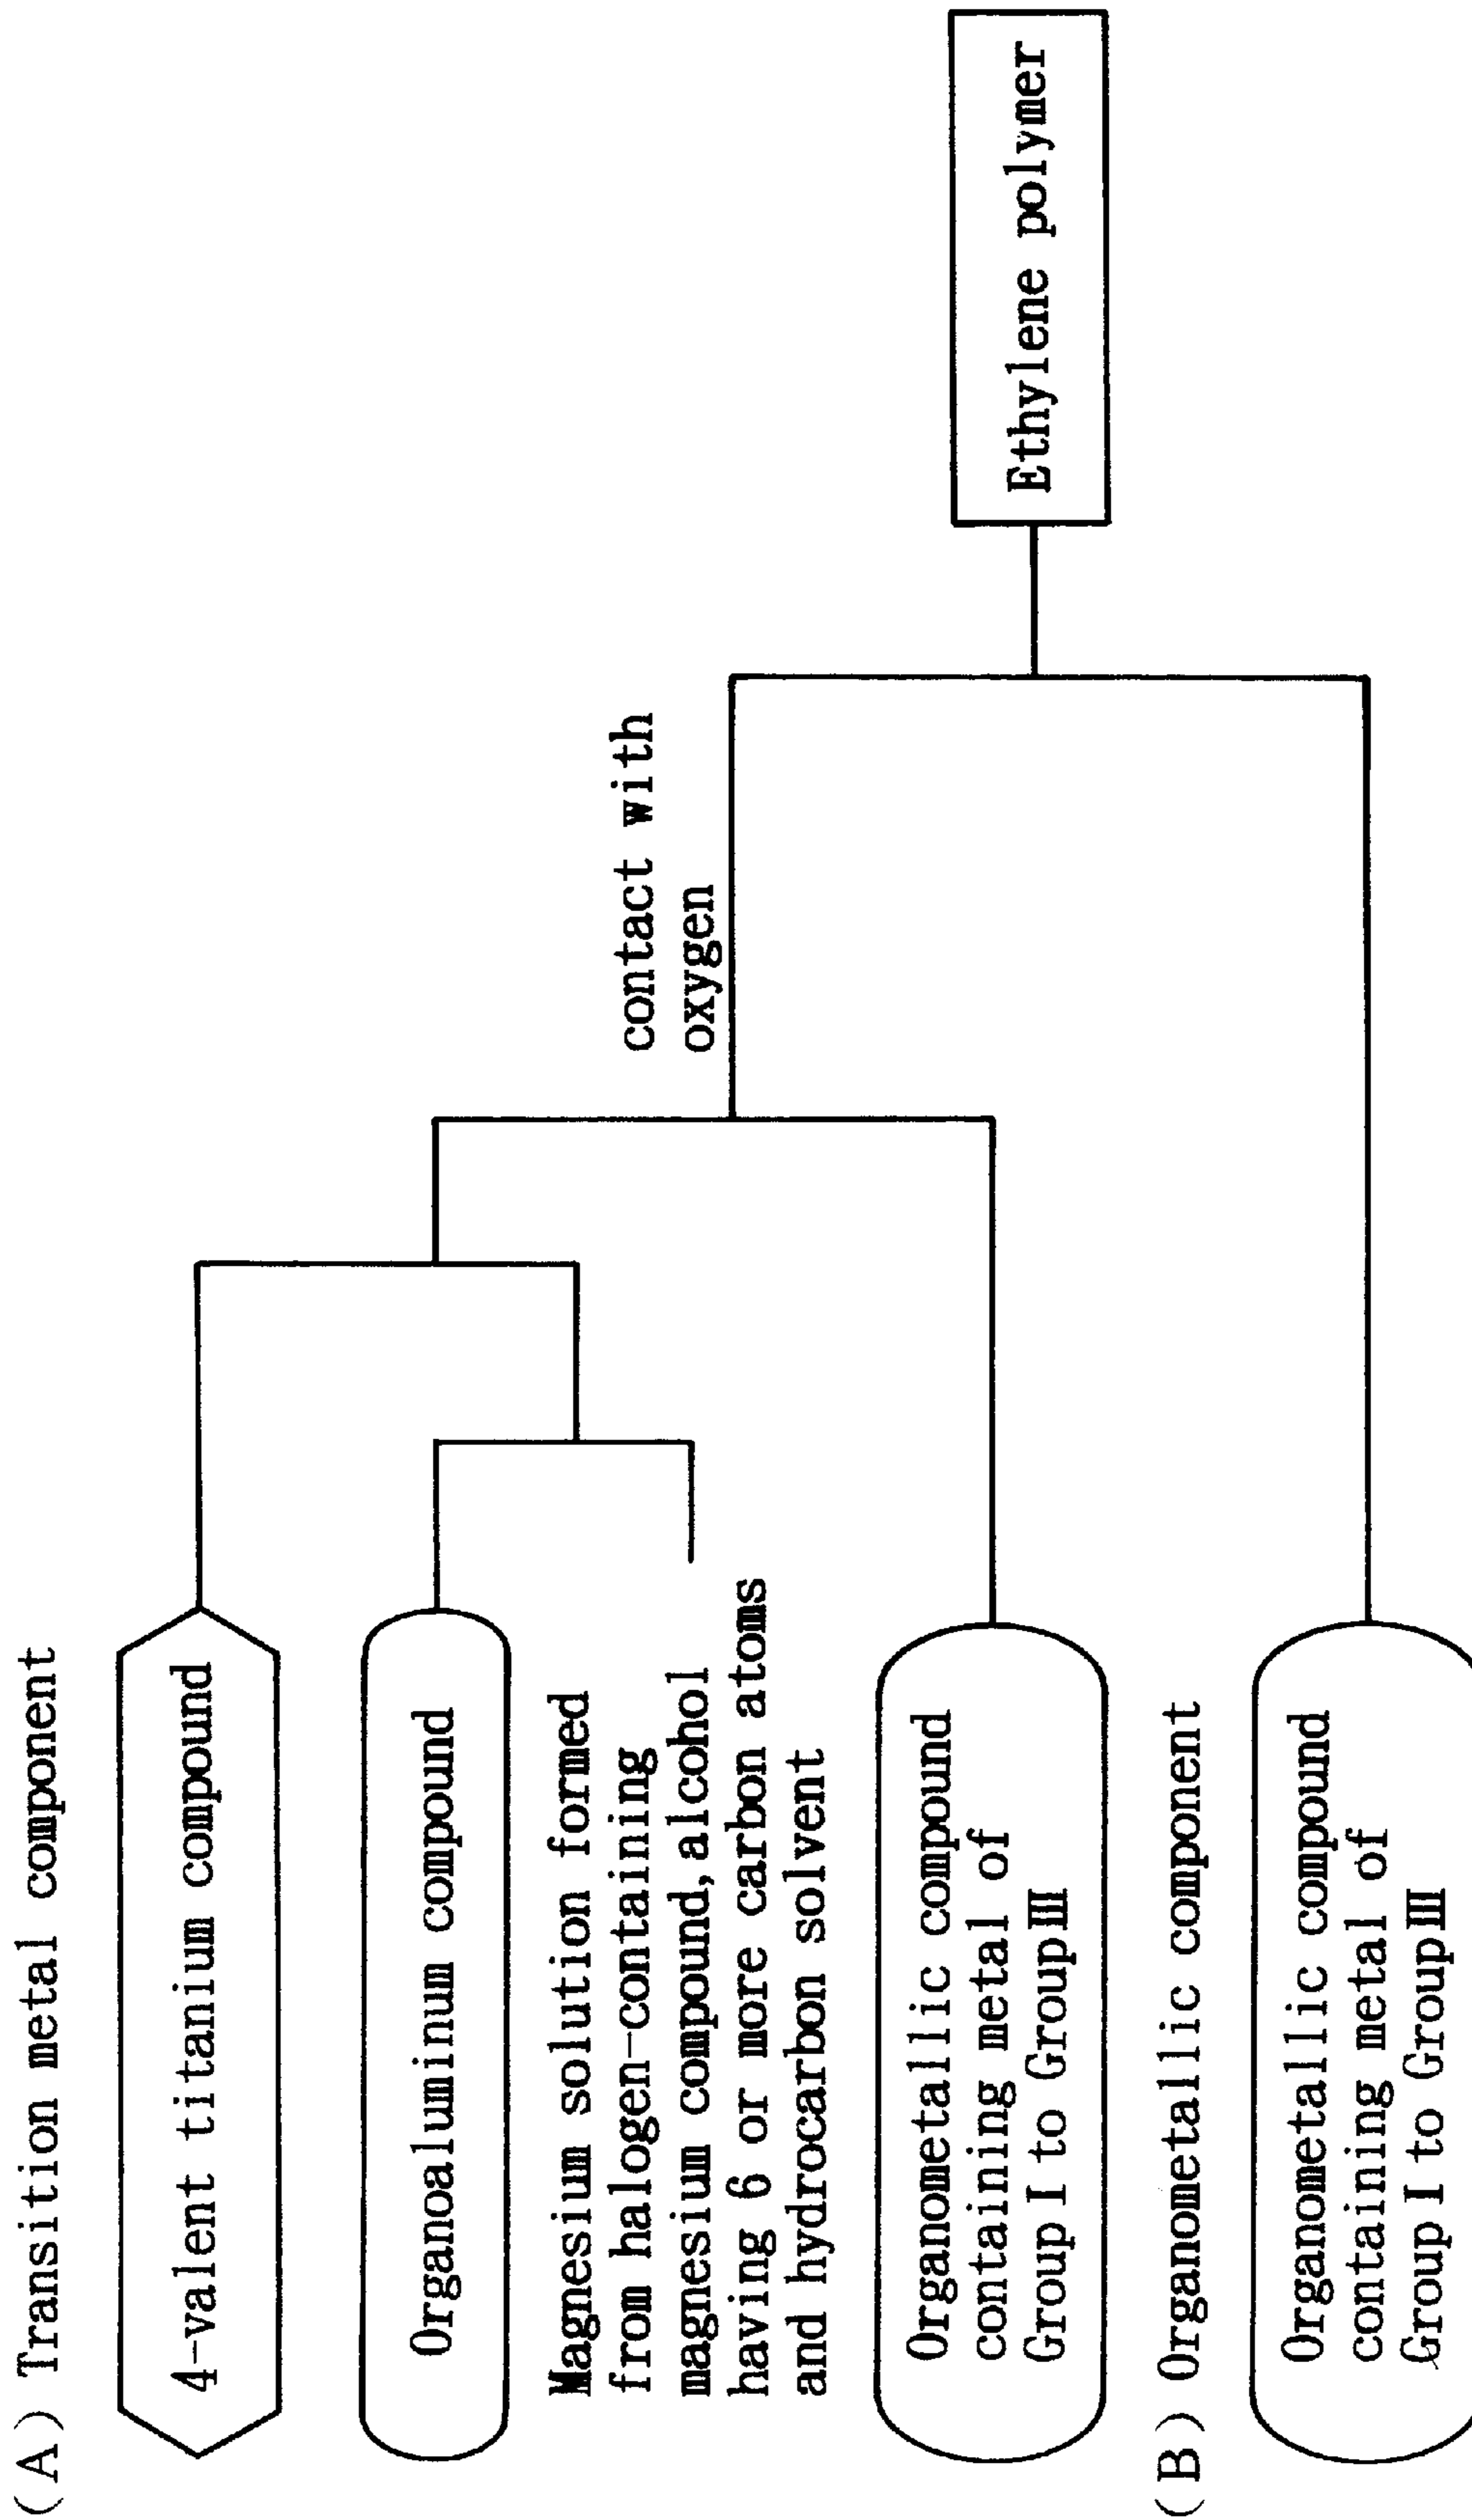 (A) Transition metal component
4-valent titanium compound
Organoaluminum compound
Magnesium solution formed
from halogen-containing
magnesium compound, alcohol
having 6 or more carbon atoms
and hydrocarbon solvent
Organometallic compound
containing metal of
Group I to Group III
contact with
oxygen
Ethylene polymer
(B) Organometallic component
Organometallic compound
containing metal of
Group I to Group III